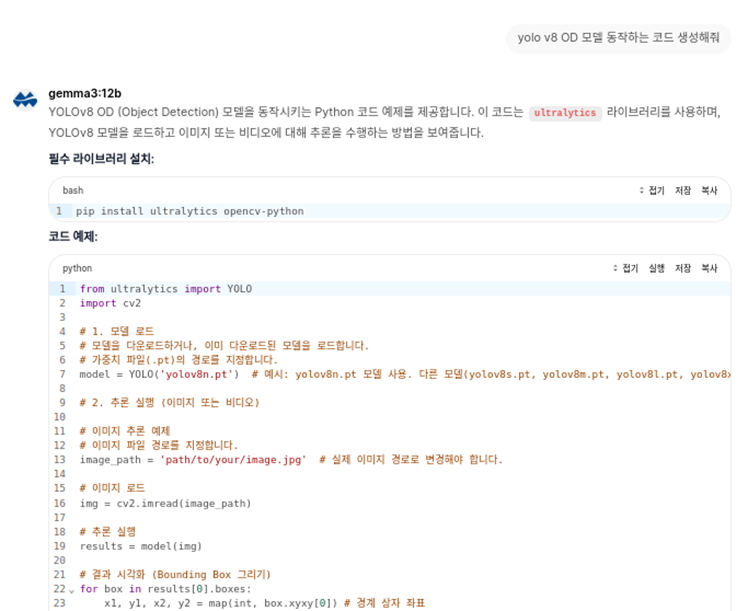 yolo v8 OD 모델 동작하는 코드 생성해줘
gemma3:12b
YOLOv8 OD (Object Detection) 모델을 동작시키는 Python 코드 예제를 제공합니다. 이 코드는 ultralytics 라이브러리를 사용하며,
YOLOv8 모델을 로드하고 이미지 또는 비디오에 대해 추론을 수행하는 방법을 보여줍니다.
필수 라이브러리 설치:
bash 접기 저장 복사
1 pip install ultralytics opencv-python
코드 예제:
python 접기 실행 저장 복사
1 from ultralytics import YOLO
2 import cv2
3
4 # 1. 모델 로드
5 # 모델을 다운로드하거나, 이미 다운로드된 모델을 로드합니다.
6 # 가중치 파일(.pt)의 경로를 지정합니다.
7 model = YOLO('yolov8n.pt')  # 예시: yolov8n.pt 모델 사용. 다른 모델(yolov8s.pt, yolov8m.pt, yolov8l.pt, yolov8x
8
9 # 2. 추론 실행 (이미지 또는 비디오)
10
11 # 이미지 추론 예제
12 # 이미지 파일 경로를 지정합니다.
13 image_path = 'path/to/your/image.jpg'  # 실제 이미지 경로로 변경해야 합니다.
14
15 # 이미지 로드
16 img = cv2.imread(image_path)
17
18 # 추론 실행
19 results = model(img)
20
21 # 결과 시각화 (Bounding Box 그리기)
22 for box in results[0].boxes:
23     x1, y1, x2, y2 = map(int, box.xyxy[0]) # 경계 상자 좌표